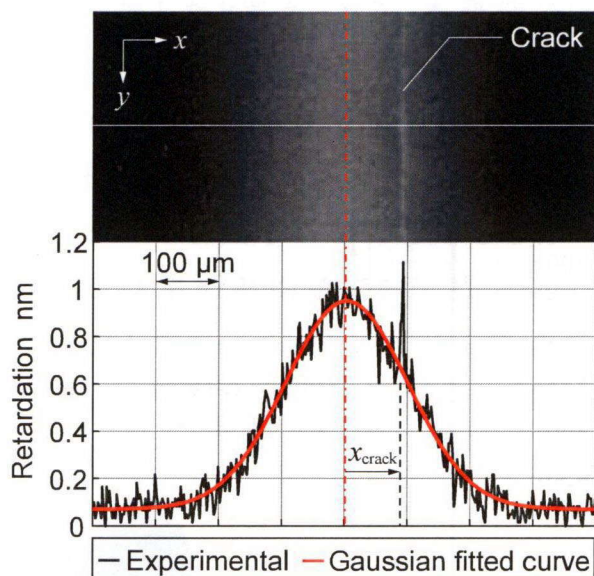 x
Crack
y
1.2
100 μm
1
0.8
0.6
0.4
0.2
0
Retardation nm
xcrack
Experimental
Gaussian fitted curve